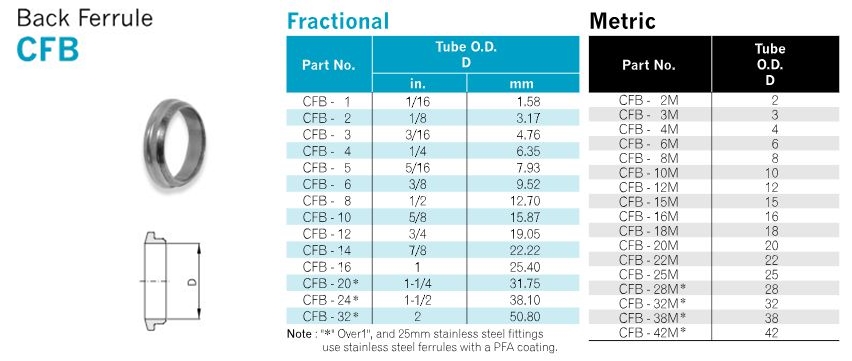 Back Ferrule
CFB
D
Fractional
Part No. Tube O.D. D
in. mm
CFB - 1 1/16 1.58
CFB - 2 1/8 3.17
CFB - 3 3/16 4.76
CFB - 4 1/4 6.35
CFB - 5 5/16 7.93
CFB - 6 3/8 9.52
CFB - 8 1/2 12.70
CFB - 10 5/8 15.87
CFB - 12 3/4 19.05
CFB - 14 7/8 22.22
CFB - 16 1 25.40
CFB - 20* 1-1/4 31.75
CFB - 24* 1-1/2 38.10
CFB - 32* 2 50.80
Note : "*" Over1", and 25mm stainless steel fittings
use stainless steel ferrules with a PFA coating.
Metric
Part No. Tube O.D. D
CFB - 2M 2
CFB - 3M 3
CFB - 4M 4
CFB - 6M 6
CFB - 8M 8
CFB - 10M 10
CFB - 12M 12
CFB - 15M 15
CFB - 16M 16
CFB - 18M 18
CFB - 20M 20
CFB - 22M 22
CFB - 25M 25
CFB - 28M* 28
CFB - 32M* 32
CFB - 38M* 38
CFB - 42M* 42